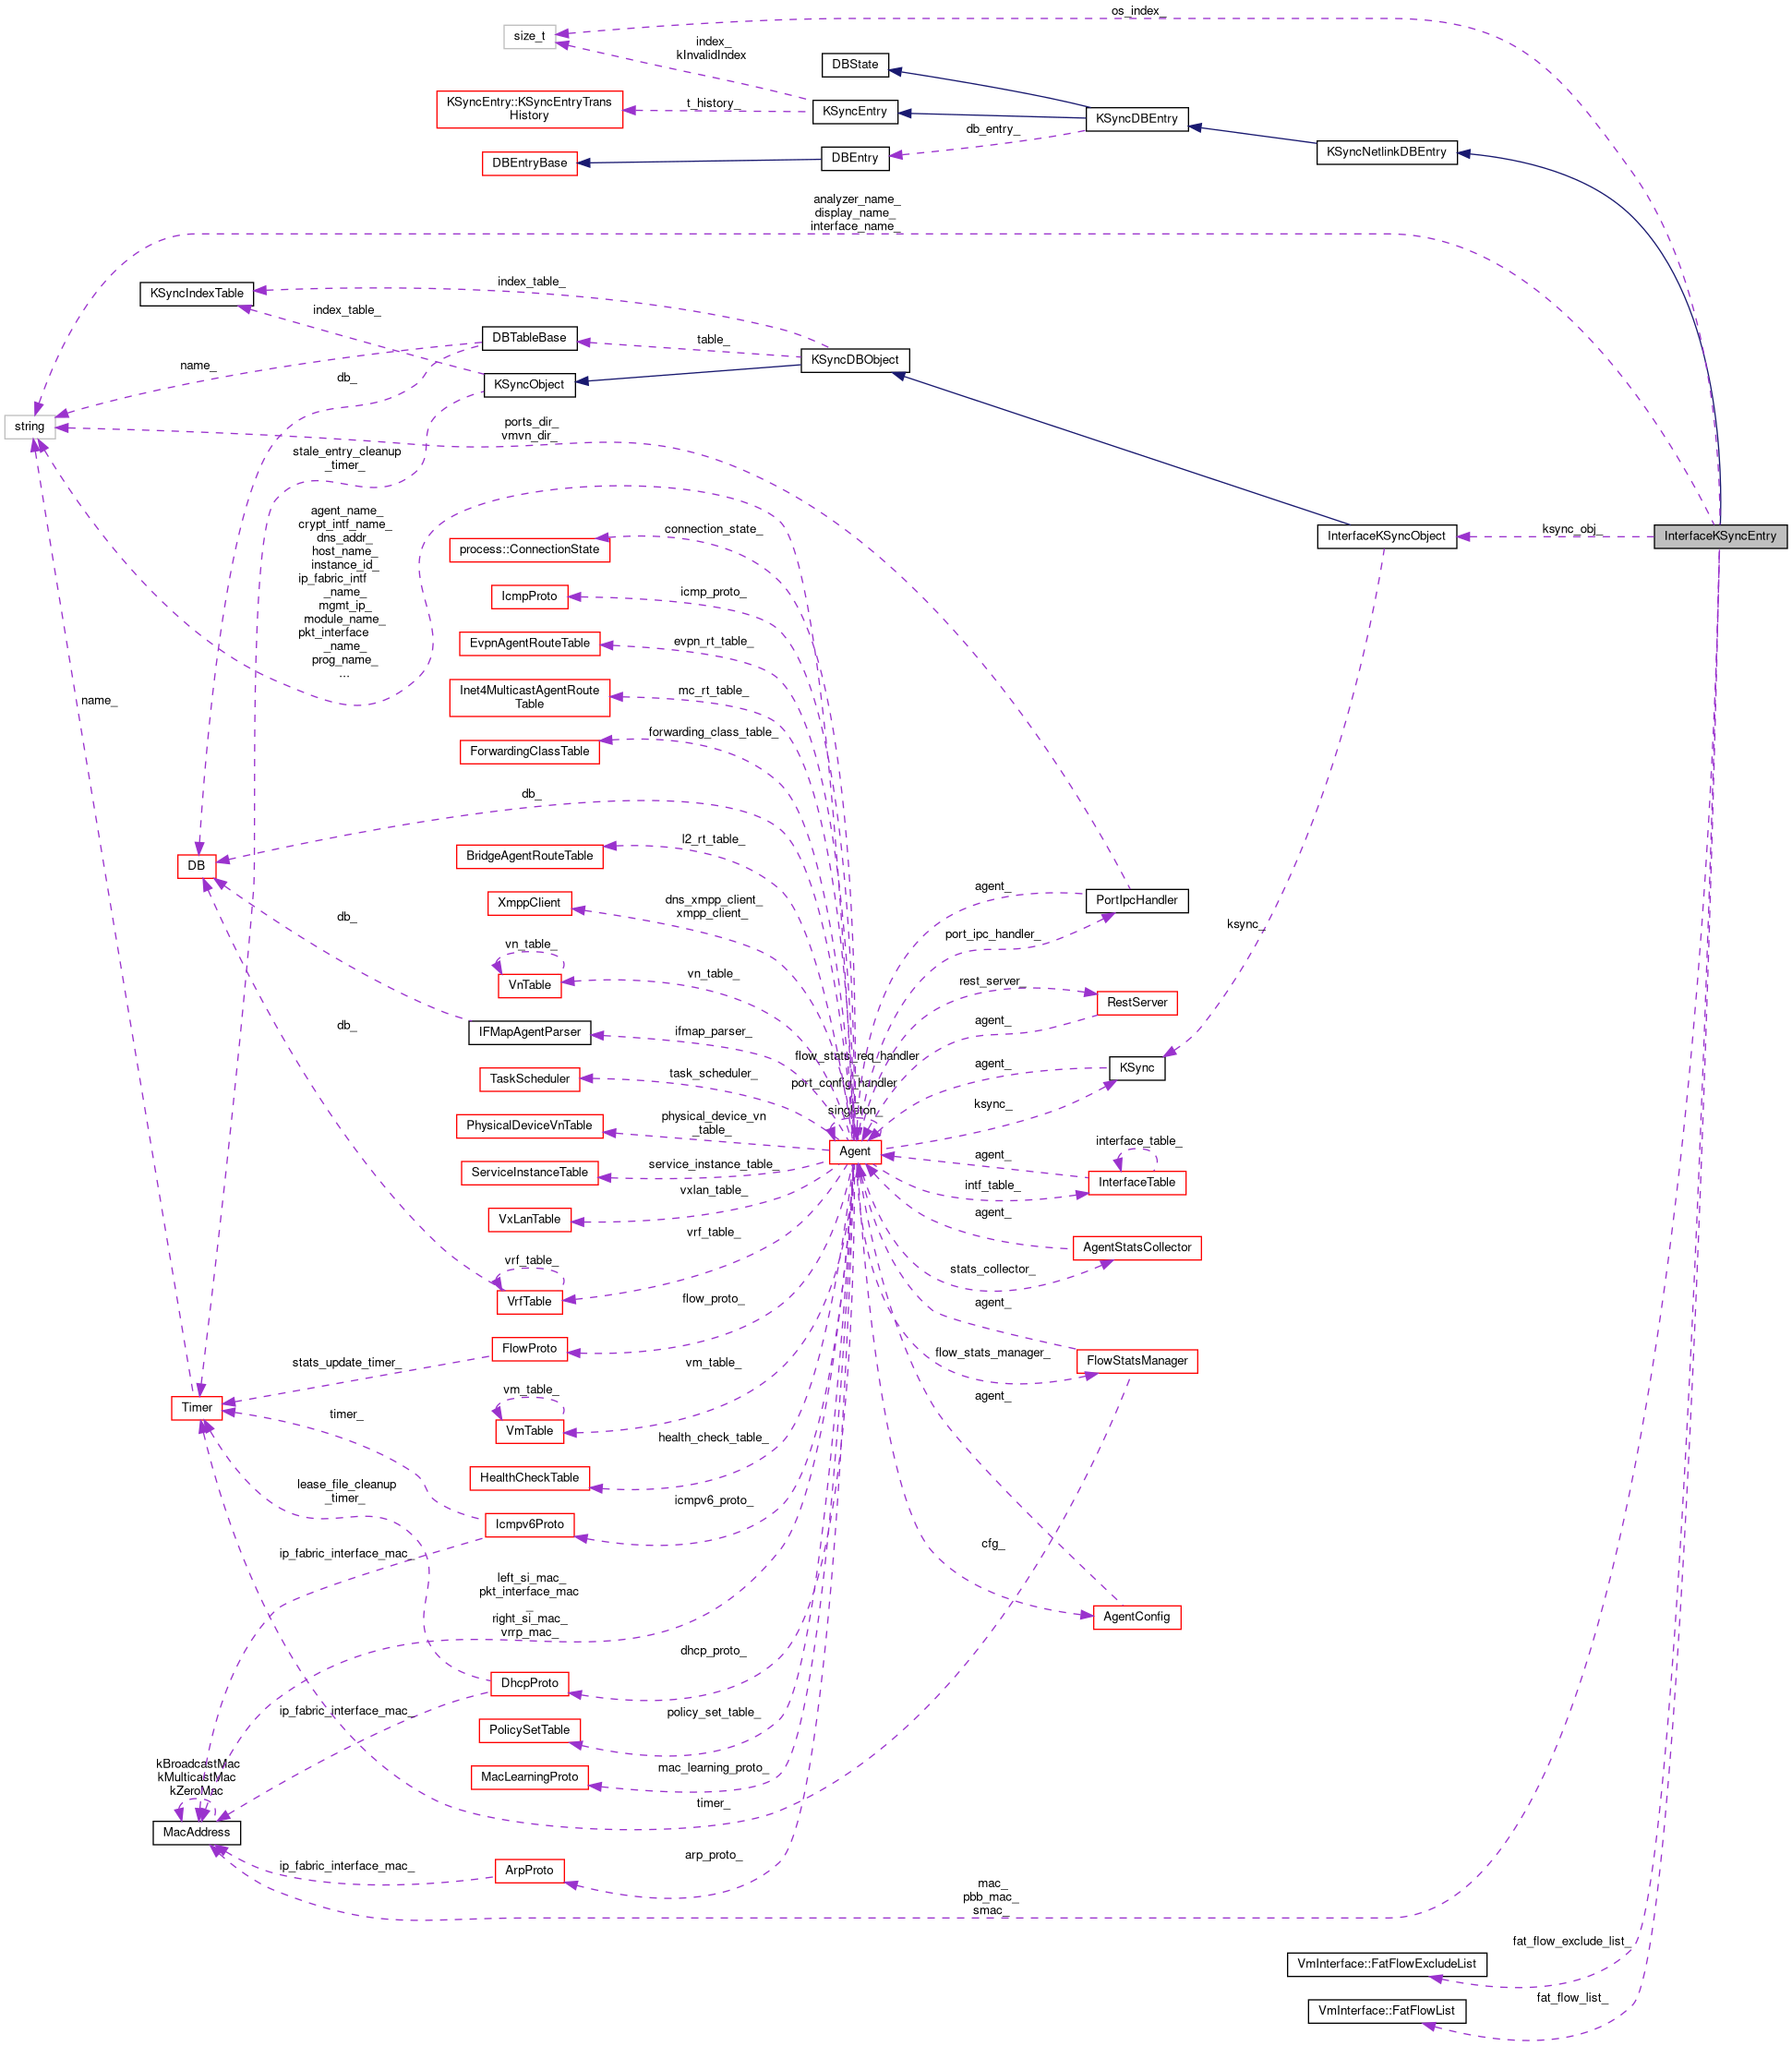 os_index_
size_t
index_
kInvalidIndex
DBState
KSyncEntry::KSyncEntryTrans
History
t_history_
KSyncEntry
KSyncDBEntry
db_entry_
DBEntryBase
DBEntry
KSyncNetlinkDBEntry
analyzer_name_
display_name_
interface_name_
KSyncIndexTable
index_table_
index_table_
DBTableBase
table_
KSyncDBObject
name_
db_
KSyncObject
string
ports_dir_
vmvn_dir_
stale_entry_cleanup
_timer_
agent_name_
crypt_intf_name_
dns_addr_
host_name_
instance_id_
ip_fabric_intf
_name_
mgmt_ip_
module_name_
pkt_interface
_name_
prog_name_
...
connection_state_
process::ConnectionState
InterfaceKSyncObject
ksync_obj_
InterfaceKSyncEntry
IcmpProto
icmp_proto_
EvpnAgentRouteTable
evpn_rt_table_
Inet4MulticastAgentRoute
Table
mc_rt_table_
name_
ForwardingClassTable
forwarding_class_table_
db_
DB
BridgeAgentRouteTable
l2_rt_table_
XmppClient
dns_xmpp_client_
xmpp_client_
agent_
PortIpcHandler
port_ipc_handler_
ksync_
db_
vn_table_
VnTable
vn_table_
rest_server_
RestServer
agent_
db_
IFMapAgentParser
ifmap_parser_
flow_stats_req_handler
_
port_config_handler
_
singleton_
agent_
KSync
ksync_
TaskScheduler
task_scheduler_
PhysicalDeviceVnTable
physical_device_vn
_table_
Agent
interface_table_
agent_
InterfaceTable
intf_table_
ServiceInstanceTable
service_instance_table_
VxLanTable
vxlan_table_
agent_
AgentStatsCollector
stats_collector_
vrf_table_
VrfTable
vrf_table_
agent_
FlowProto
flow_proto_
stats_update_timer_
flow_stats_manager_
FlowStatsManager
agent_
Timer
timer_
vm_table_
VmTable
vm_table_
HealthCheckTable
health_check_table_
lease_file_cleanup
_timer_
Icmpv6Proto
icmpv6_proto_
ip_fabric_interface_mac_
cfg_
AgentConfig
left_si_mac_
pkt_interface_mac
_
right_si_mac_
vrrp_mac_
DhcpProto
dhcp_proto_
ip_fabric_interface_mac_
PolicySetTable
policy_set_table_
kBroadcastMac
kMulticastMac
kZeroMac
MacLearningProto
mac_learning_proto_
timer_
MacAddress
ip_fabric_interface_mac_
ArpProto
arp_proto_
mac_
pbb_mac_
smac_
fat_flow_exclude_list_
VmInterface::FatFlowExcludeList
fat_flow_list_
VmInterface::FatFlowList